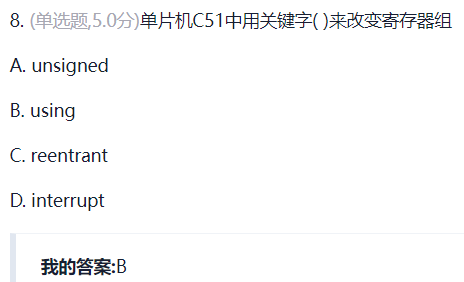 8. (单选题,5.0分)单片机C51中用关键字( )来改变寄存器组
A. unsigned
B. using
C. reentrant
D. interrupt
我的答案:B